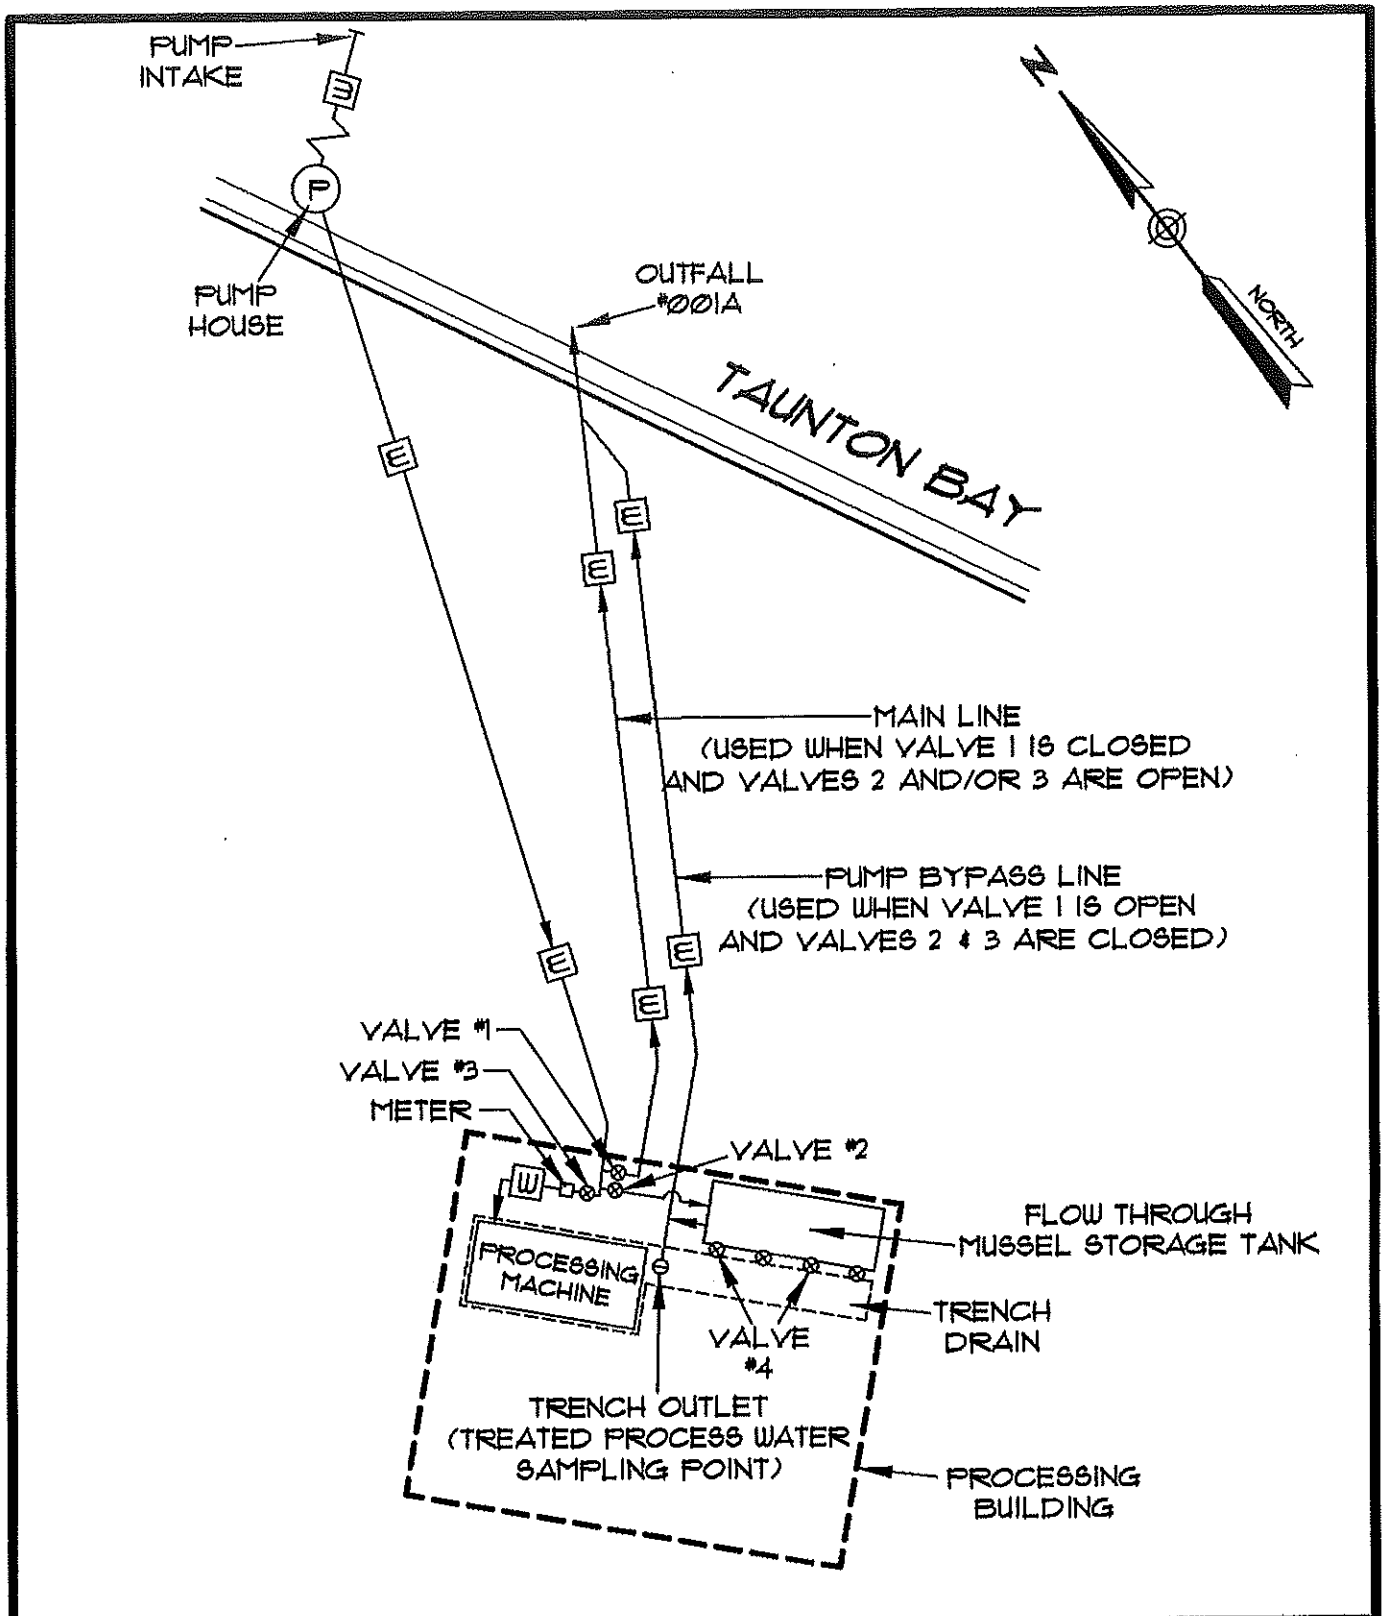 PUMP
INTAKE
W
N
P
PUMP
HOUSE
OUTFALL
#001A
NORTH
TAUNTON BAY
W
W
W
MAIN LINE
(USED WHEN VALVE 1 IS CLOSED
AND VALVES 2 AND/OR 3 ARE OPEN)
PUMP BYPASS LINE
(USED WHEN VALVE 1 IS OPEN
AND VALVES 2 & 3 ARE CLOSED)
W
W
W
VALVE #1
VALVE #3
METER
VALVE #2
W
FLOW THROUGH
MUSSEL STORAGE TANK
PROCESSING
MACHINE
TRENCH
DRAIN
VALVE
#4
TRENCH OUTLET
(TREATED PROCESS WATER
SAMPLING POINT)
PROCESSING
BUILDING